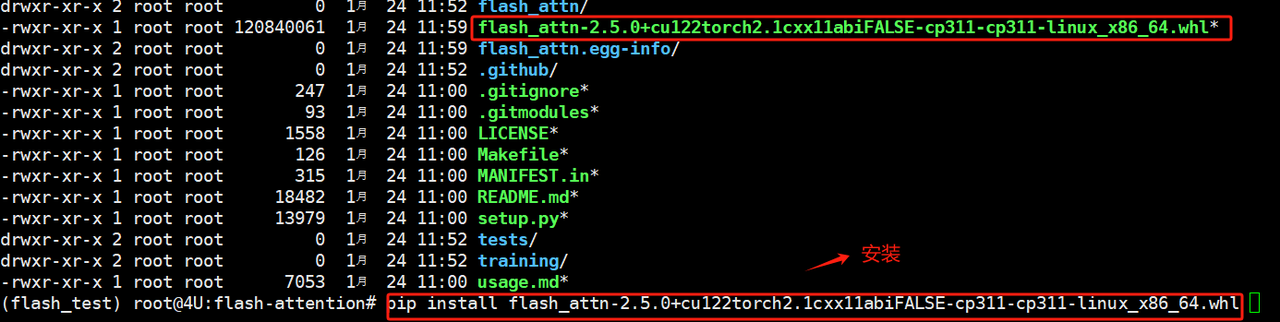 drwxr-xr-x 2 root root 0 1月 24 11:52 flash_attn/
-rwxr-xr-x 1 root root 120840061 1月 24 11:59 flash_attn-2.5.0+cu122torch2.1cxx11abiFALSE-cp311-cp311-linux_x86_64.whl*
drwxr-xr-x 2 root root 0 1月 24 11:52 flash_attn.egg-info/
drwxr-xr-x 2 root root 0 1月 24 11:52 .github/
-rwxr-xr-x 1 root root 247 1月 24 11:00 .gitignore*
-rwxr-xr-x 1 root root 93 1月 24 11:00 .gitmodules*
-rwxr-xr-x 1 root root 1558 1月 24 11:00 LICENSE*
-rwxr-xr-x 1 root root 126 1月 24 11:00 Makefile*
-rwxr-xr-x 1 root root 315 1月 24 11:00 MANIFEST.in*
-rwxr-xr-x 1 root root 18482 1月 24 11:00 README.md*
-rwxr-xr-x 1 root root 13979 1月 24 11:00 setup.py*
drwxr-xr-x 2 root root 0 1月 24 11:52 tests/
drwxr-xr-x 2 root root 0 1月 24 11:52 training/
安装
-rwxr-xr-x 1 root root 7053 1月 24 11:00 usage.md*
(flash_test) root@4U:flash-attention# pip install flash_attn-2.5.0+cu122torch2.1cxx11abiFALSE-cp311-cp311-linux_x86_64.whl